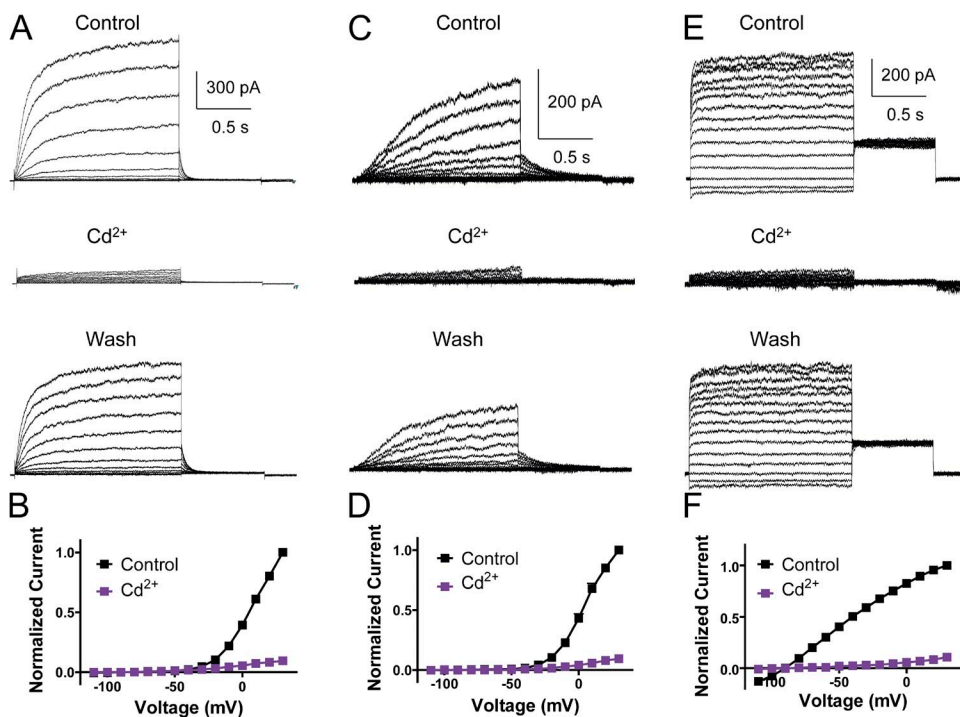 A
Control
300 pA
0.5 s
Cd2+
Wash
C
Control
200 pA
0.5 s
Cd2+
Wash
E
Control
200 pA
0.5 s
Cd2+
Wash
B
Normalized Current
1.0
0.5
0.0
Control
Cd2+
-100
-50
0
Voltage (mV)
D
Normalized Current
1.0
0.5
0.0
Control
Cd2+
-100
-50
0
Voltage (mV)
F
Normalized Current
1.0
0.5
0.0
Control
Cd2+
-100
-50
0
Voltage (mV)